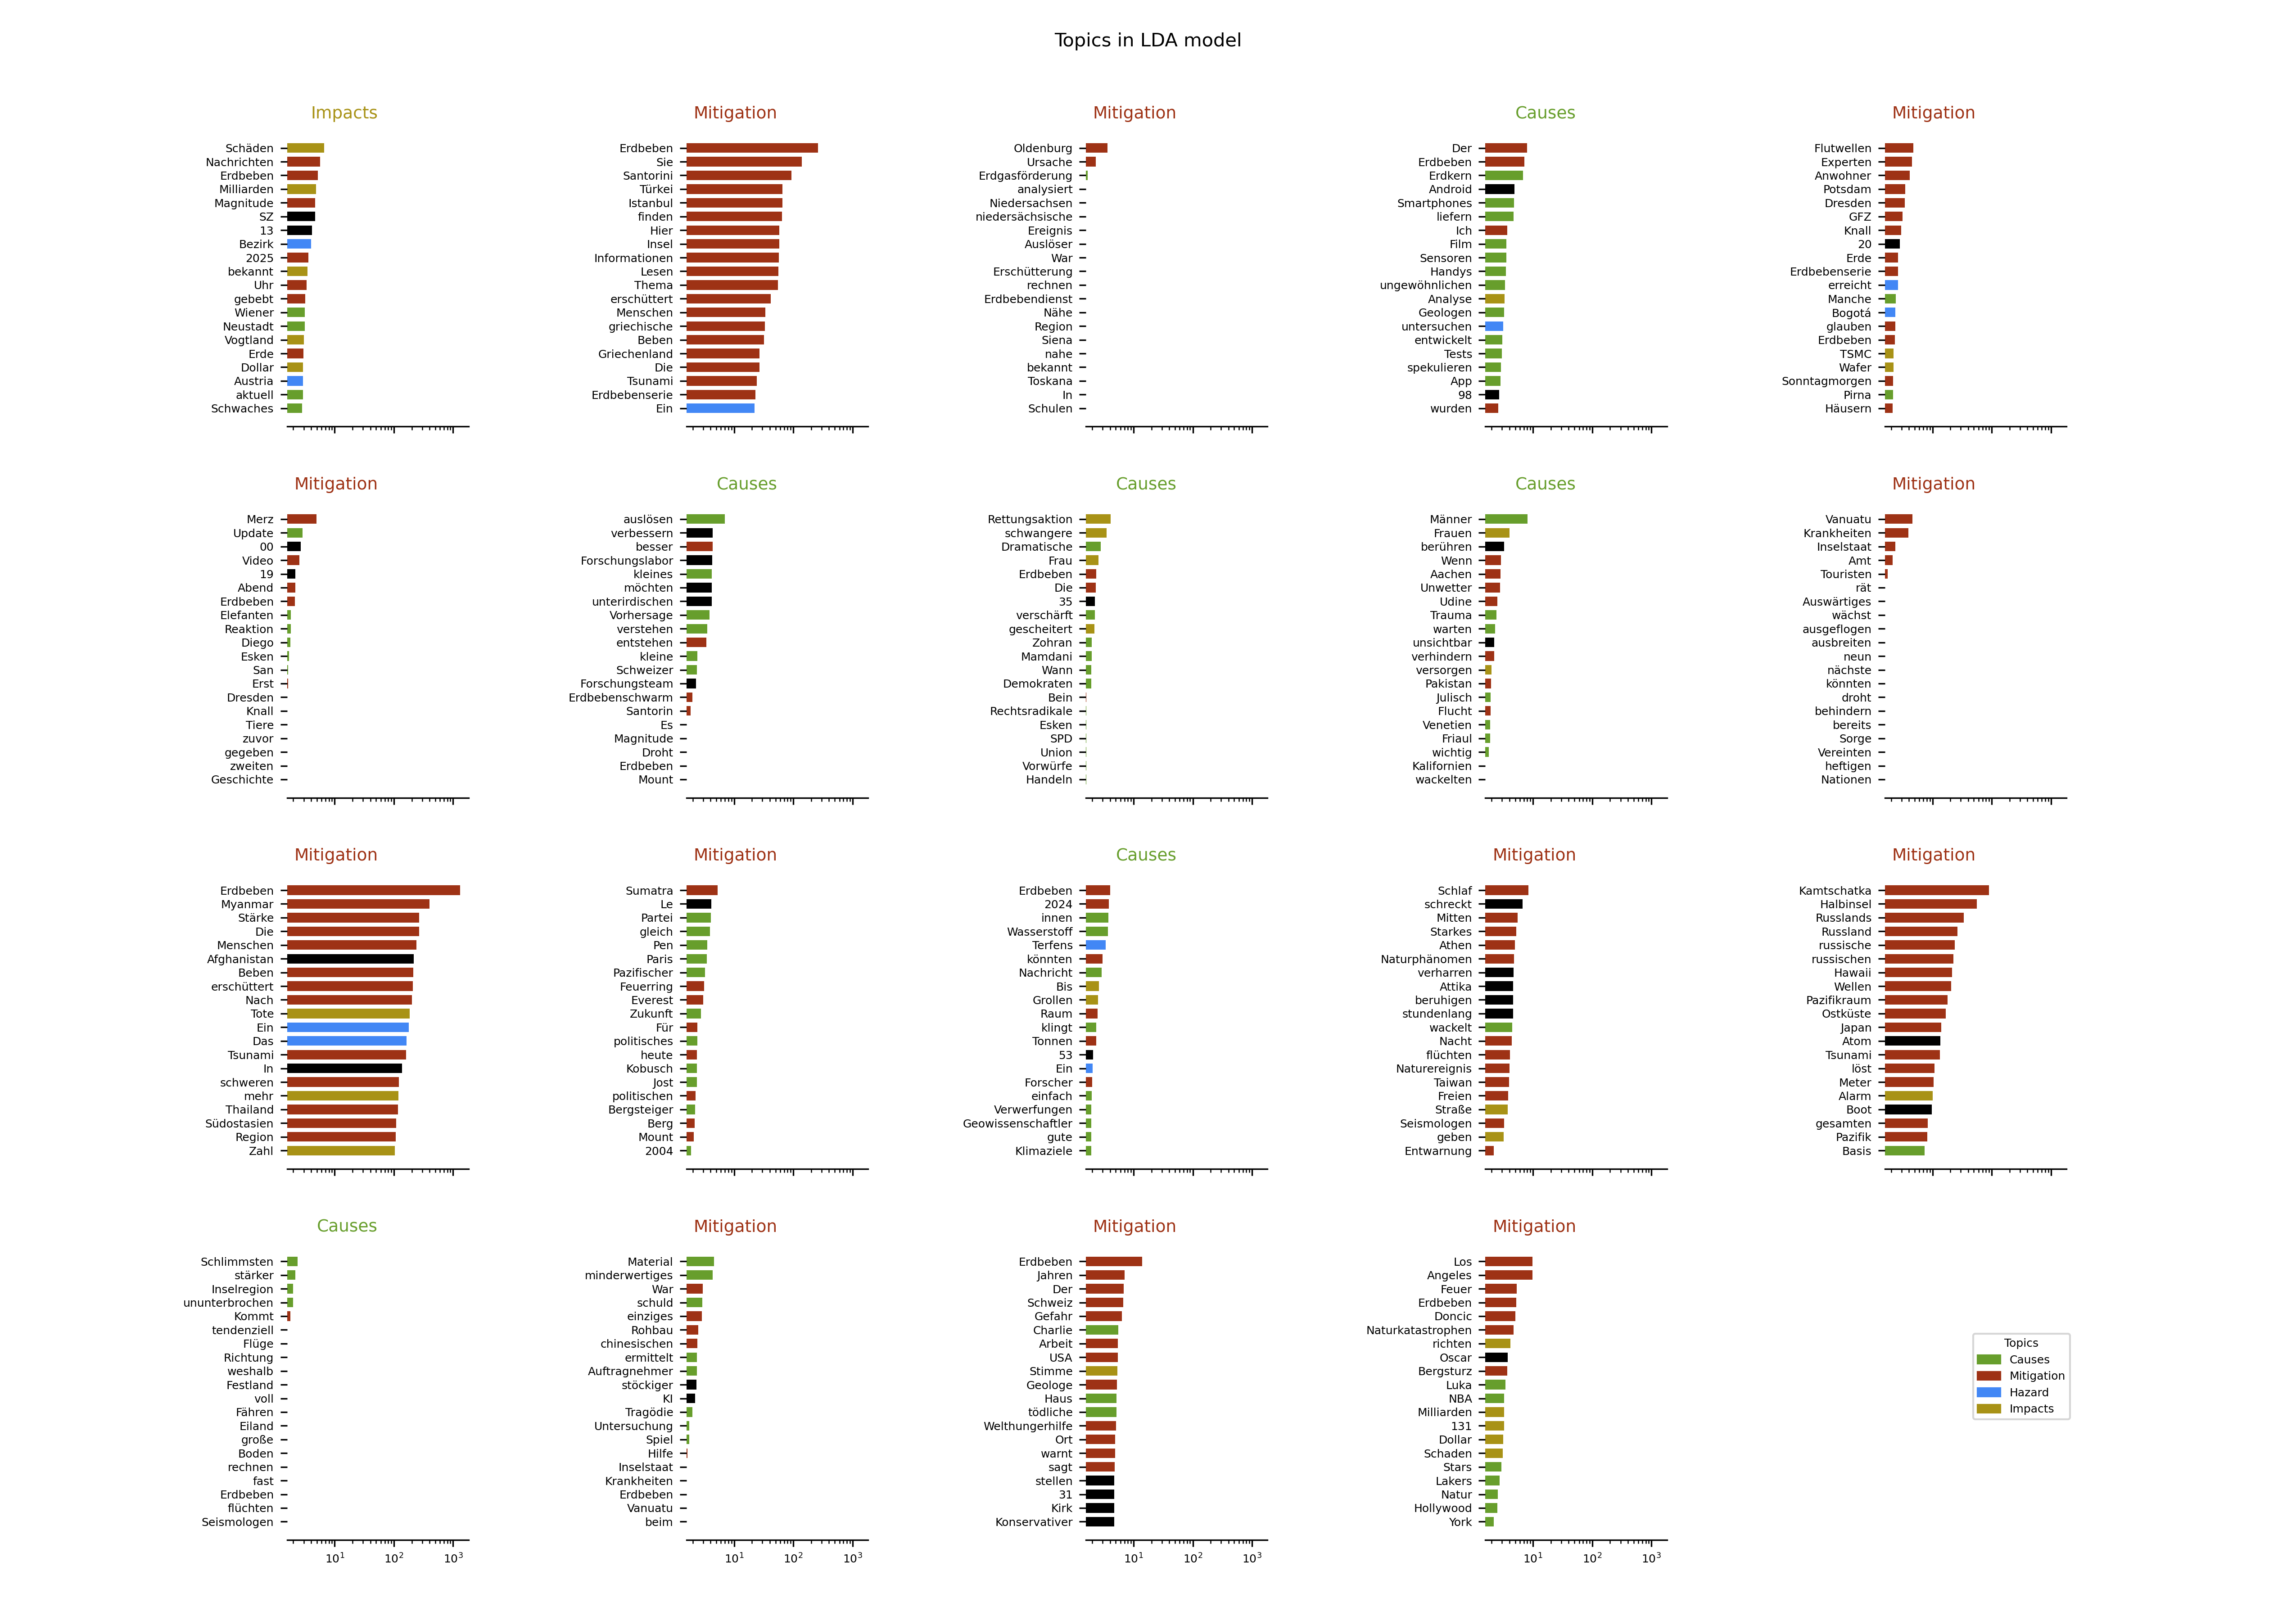 Topics in LDA model
Impacts
Schäden
Nachrichten
Erdbeben
Milliarden
Magnitude
SZ
13
Bezirk
2025
bekannt
Uhr
gebebt
Wiener
Neustadt
Vogtland
Erde
Dollar
Austria
aktuell
Schwaches
Mitigation
Erdbeben
Sie
Santorini
Türkei
Istanbul
finden
Hier
Insel
Informationen
Lesen
Thema
erschüttert
Menschen
griechische
Beben
Griechenland
Die
Tsunami
Erdbebenserie
Ein
Mitigation
Oldenburg
Ursache
Erdgasförderung
analysiert
Niedersachsen
niedersächsische
Ereignis
Auslöser
War
Erschütterung
rechnen
Erdbebendienst
Nähe
Region
Siena
nahe
bekannt
Toskana
In
Schulen
Causes
Der
Erdbeben
Erdkern
Android
Smartphones
liefern
Ich
Film
Sensoren
Handys
ungewöhnlichen
Analyse
Geologen
untersuchen
entwickelt
Tests
spekulieren
App
98
wurden
Mitigation
Flutwellen
Experten
Anwohner
Potsdam
Dresden
GFZ
Knall
20
Erde
Erdbebenserie
erreicht
Manche
Bogotá
glauben
Erdbeben
TSMC
Wafer
Sonntagmorgen
Pirna
Häusern
Mitigation
Merz
Update
00
Video
19
Abend
Erdbeben
Elefanten
Reaktion
Diego
Esken
San
Erst
Dresden
Knall
Tiere
zuvor
gegeben
zweiten
Geschichte
Causes
auslösen
verbessern
besser
Forschungslabor
kleines
möchten
unterirdischen
Vorhersage
verstehen
entstehen
kleine
Schweizer
Forschungsteam
Erdbebenschwarm
Santorin
Es
Magnitude
Droht
Erdbeben
Mount
Causes
Rettungsaktion
schwangere
Dramatische
Frau
Erdbeben
Die
35
verschärft
gescheitert
Zohran
Mamdani
Wann
Demokraten
Bein
Rechtsradikale
Esken
SPD
Union
Vorwürfe
Handeln
Causes
Männer
Frauen
berühren
Wenn
Aachen
Unwetter
Udine
Trauma
warten
unsichtbar
verhindern
versorgen
Pakistan
Julisch
Flucht
Venetien
Friaul
wichtig
Kalifornien
wackelten
Mitigation
Vanuatu
Krankheiten
Inselstaat
Amt
Touristen
rät
Auswärtiges
wächst
ausgeflogen
ausbreiten
neun
nächste
könnten
droht
behindern
bereits
Sorge
Vereinten
heftigen
Nationen
Mitigation
Erdbeben
Myanmar
Stärke
Die
Menschen
Afghanistan
Beben
erschüttert
Nach
Tote
Ein
Das
Tsunami
In
schweren
mehr
Thailand
Südostasien
Region
Zahl
Mitigation
Sumatra
Le
Partei
gleich
Pen
Paris
Pazifischer
Feuerring
Everest
Zukunft
Für
politisches
heute
Kobusch
Jost
politischen
Bergsteiger
Berg
Mount
2004
Causes
Erdbeben
2024
innen
Wasserstoff
Terfens
könnten
Nachricht
Bis
Grollen
Raum
klingt
Tonnen
53
Ein
Forscher
einfach
Verwerfungen
Geowissenschaftler
gute
Klimaziele
Mitigation
Schlaf
schreckt
Mitten
Starkes
Athen
Naturphänomen
verharren
Attika
beruhigen
stundenlang
wackelt
Nacht
flüchten
Naturereignis
Taiwan
Freien
Straße
Seismologen
geben
Entwarnung
Mitigation
Kamtschatka
Halbinsel
Russlands
Russland
russische
russischen
Hawaii
Wellen
Pazifikraum
Ostküste
Japan
Atom
Tsunami
löst
Meter
Alarm
Boot
gesamten
Pazifik
Basis
Causes
Schlimmsten
stärker
Inselregion
ununterbrochen
Kommt
tendenziell
Flüge
Richtung
weshalb
Festland
voll
Fähren
Eiland
große
Boden
rechnen
fast
Erdbeben
flüchten
Seismologen
10¹ 10² 10³
Mitigation
Material
minderwertiges
War
schuld
einziges
Rohbau
chinesischen
ermittelt
Auftragnehmer
stöckiger
KI
Tragödie
Untersuchung
Spiel
Hilfe
Inselstaat
Krankheiten
Erdbeben
Vanuatu
beim
10¹ 10² 10³
Mitigation
Erdbeben
Jahren
Der
Schweiz
Gefahr
Charlie
Arbeit
USA
Stimme
Geologe
Haus
tödliche
Welthungerhilfe
Ort
warnt
sagt
stellen
31
Kirk
Konservativer
10¹ 10² 10³
Mitigation
Los
Angeles
Feuer
Erdbeben
Doncic
Naturkatastrophen
richten
Oscar
Bergsturz
Luka
NBA
Milliarden
131
Dollar
Schaden
Stars
Lakers
Natur
Hollywood
York
10¹ 10² 10³
Topics
Causes
Mitigation
Hazard
Impacts